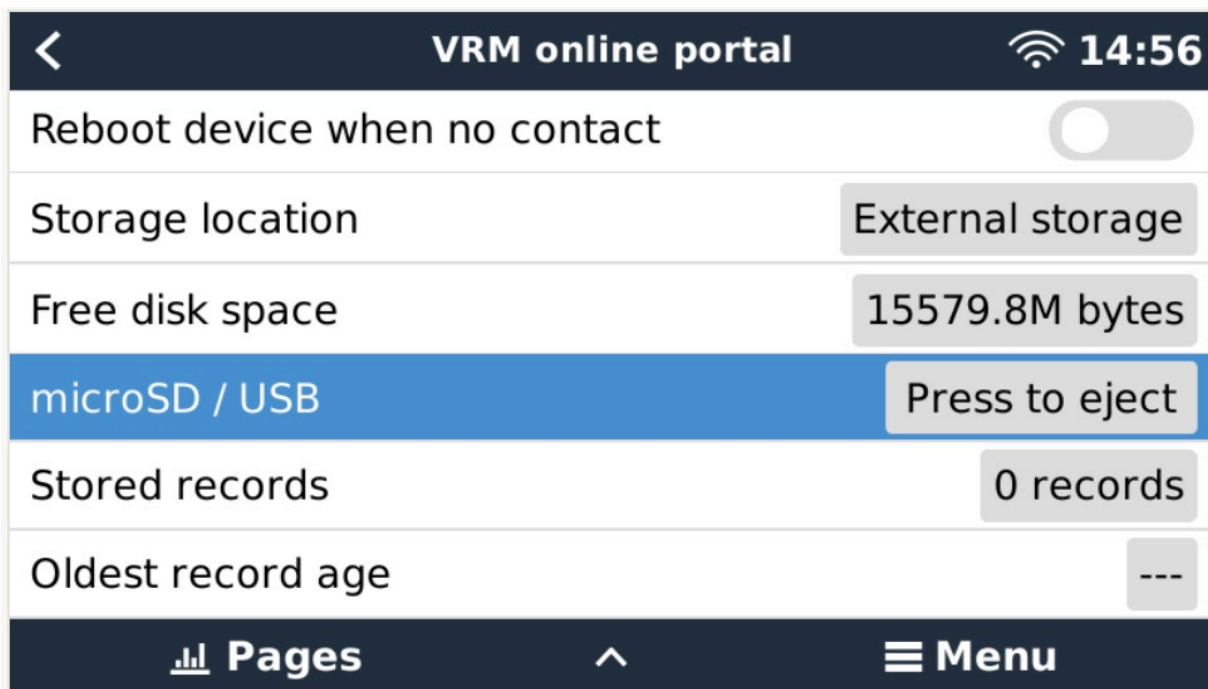 VRM online portal 14:56
Reboot device when no contact
Storage location External storage
Free disk space 15579.8M bytes
microSD / USB Press to eject
Stored records 0 records
Oldest record age ---
Pages Menu